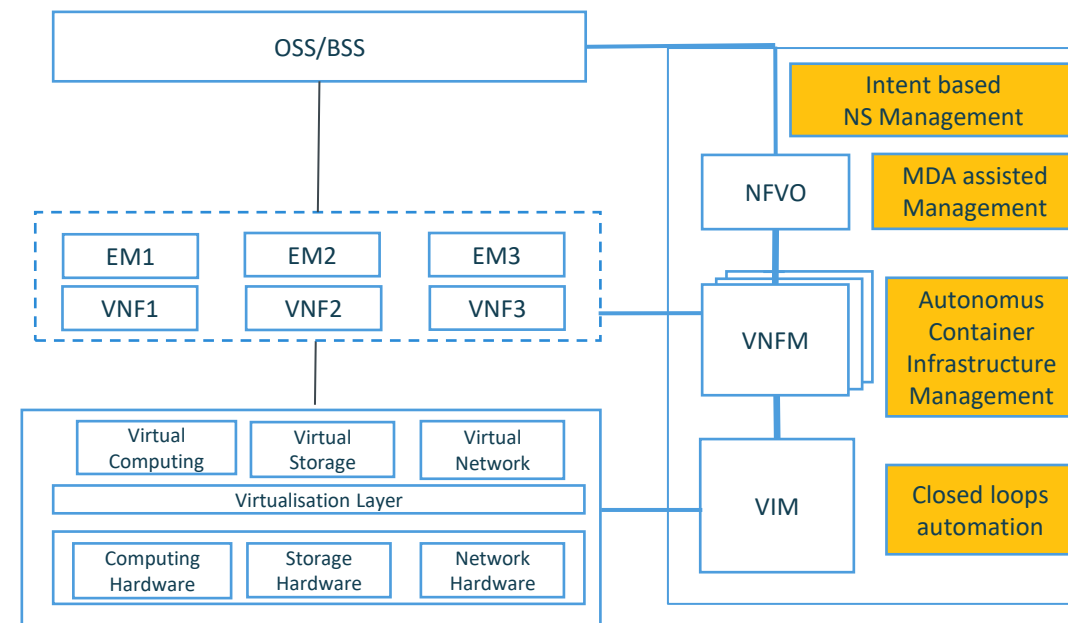 OSS/BSS
Intent based
NS Management
NFVO
MDA assisted
Management
EM1
EM2
EM3
VNF1
VNF2
VNF3
VNFM
Autonomus
Container
Infrastructure
Management
Virtual
Computing
Virtual
Storage
Virtual
Network
Virtualisation Layer
VIM
Closed loops
automation
Computing
Hardware
Storage
Hardware
Network
Hardware